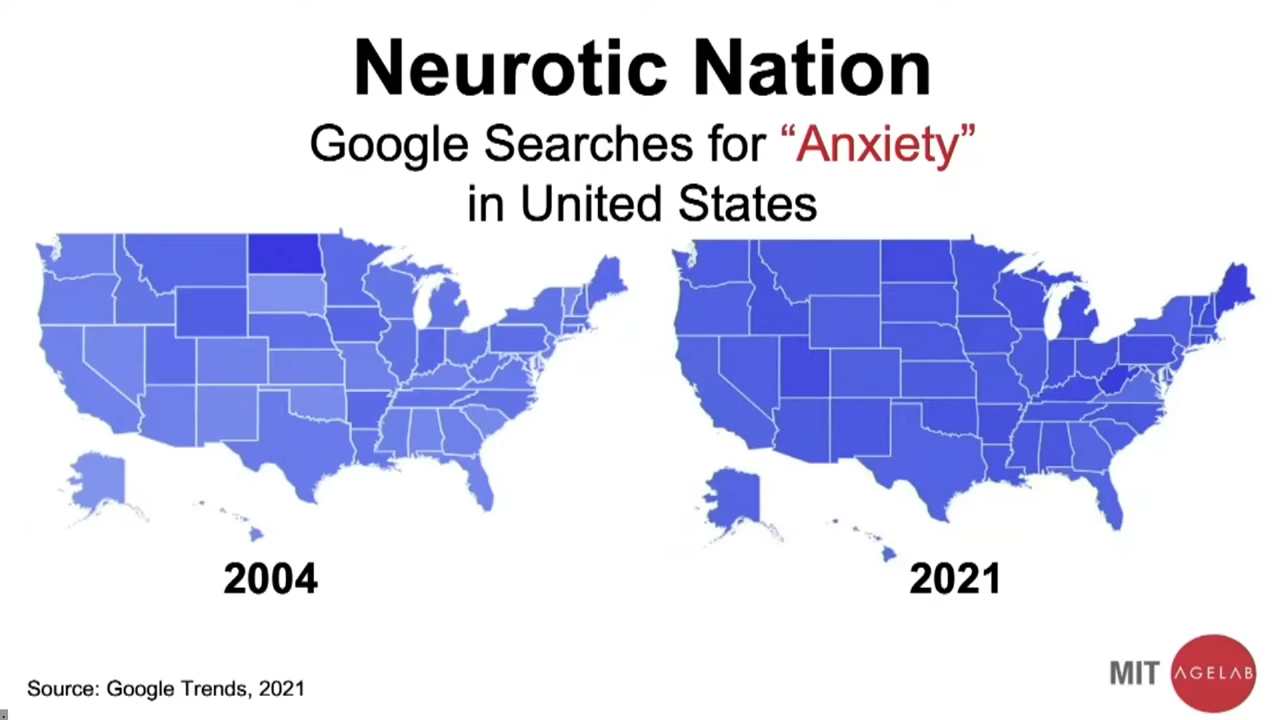 Neurotic Nation
Google Searches for “Anxiety”
in United States
2004
2021
Source: Google Trends, 2021
MIT AGELAB